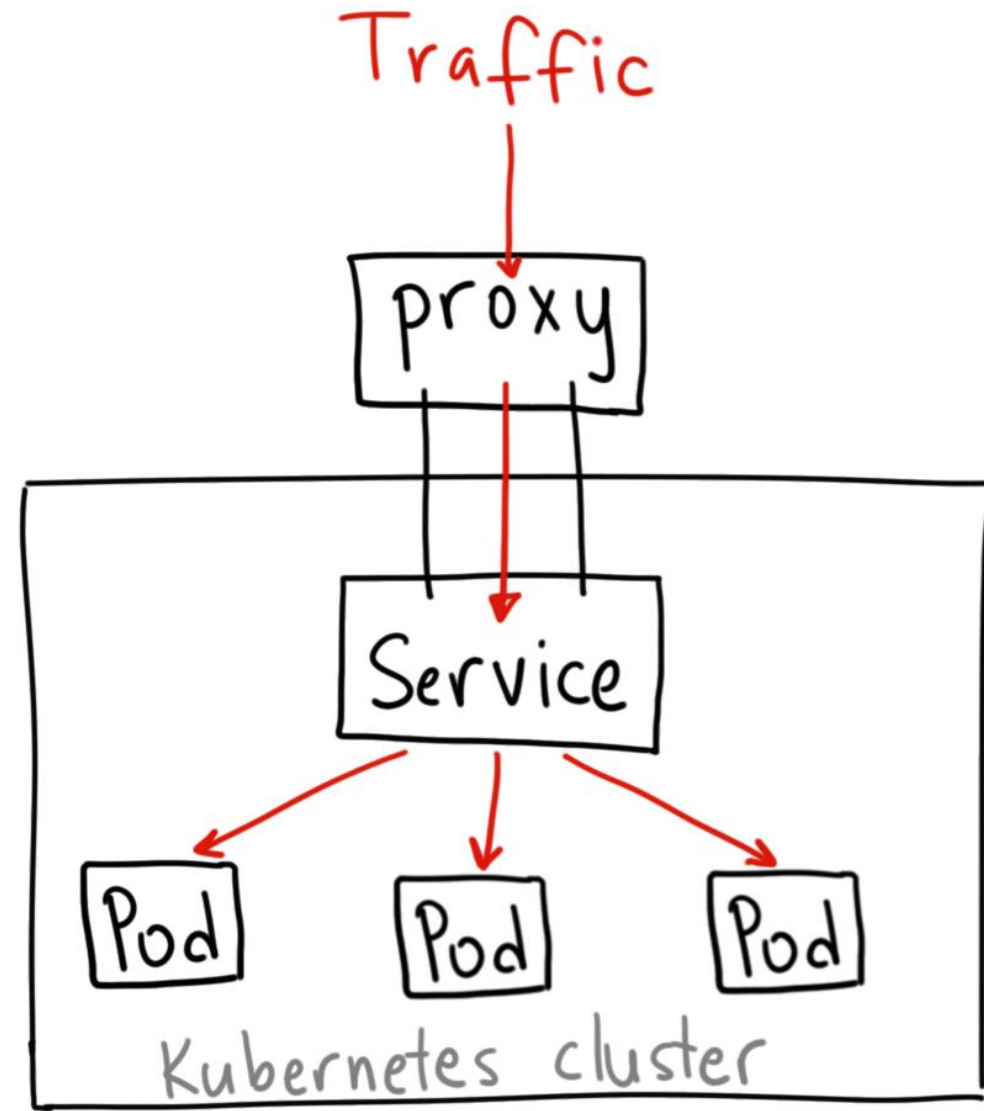 Traffic
proxy
Service
Pod
Pod
Pod
Kubernetes cluster